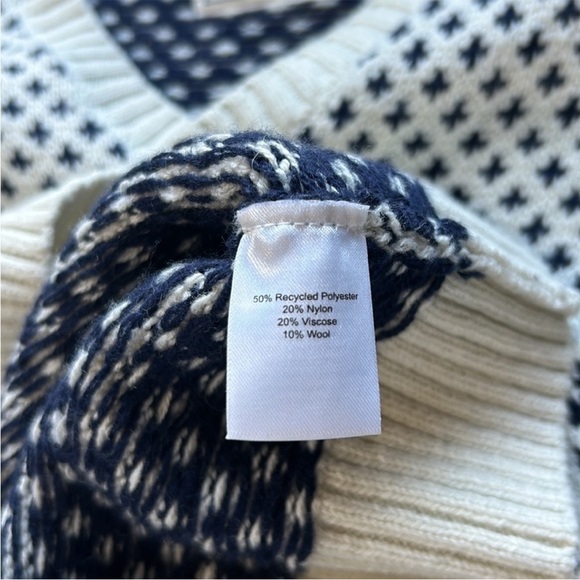 50% Recycled Polyester
20% Nylon
20% Viscose
10% Wool